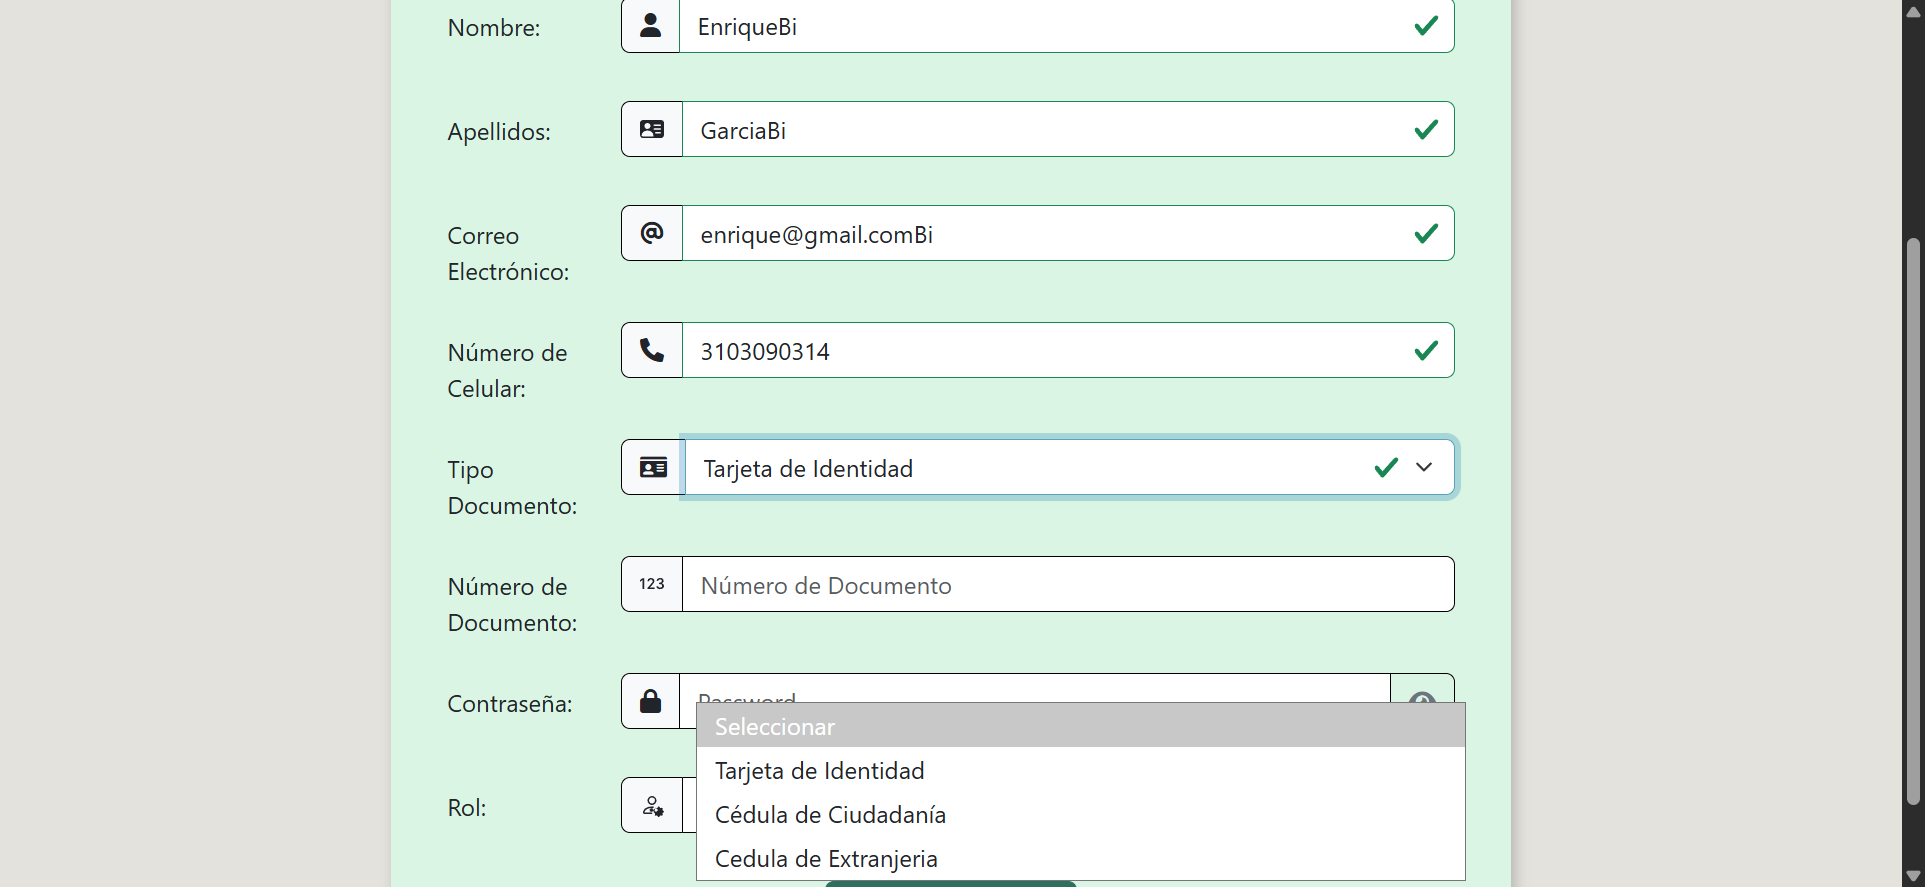 Nombre:
EnriqueBi
Apellidos:
GarciaBi
Correo
Electrónico:
enrique@gmail.comBi
Número de
Celular:
3103090314
Tipo
Documento:
Tarjeta de Identidad
Número de
Documento:
123
Número de Documento
Contraseña:
Password
Seleccionar
Tarjeta de Identidad
Cédula de Ciudadanía
Cedula de Extranjeria
Rol: